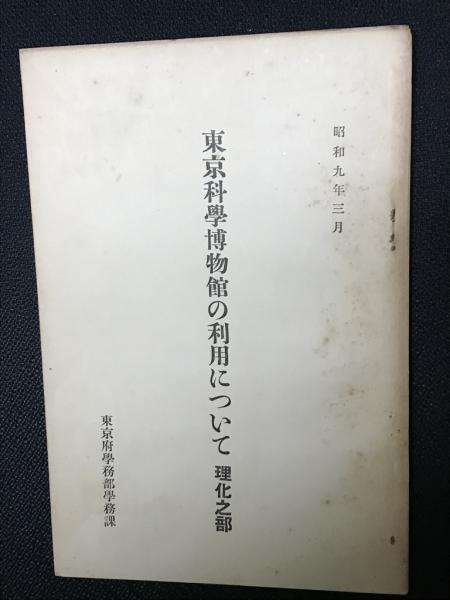 昭和九年三月
東京科學博物館の利用について 理化之部
東京府學務部學務課